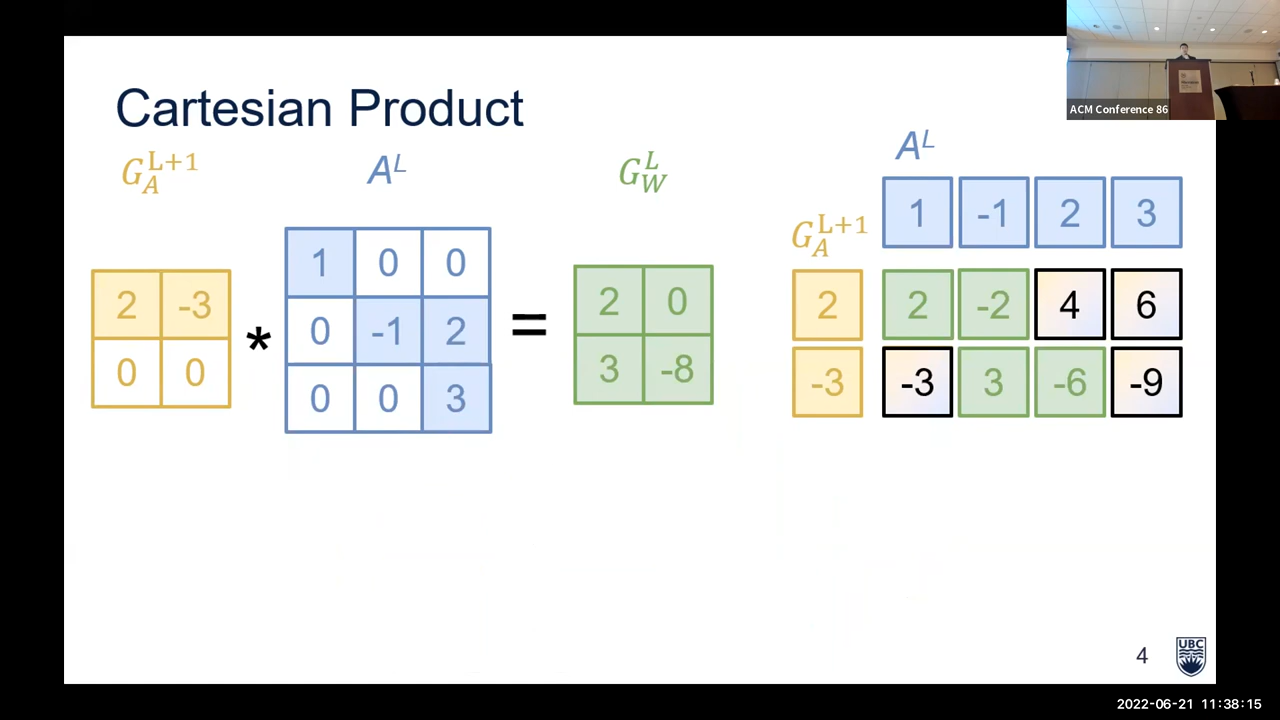 Cartesian Product
G_A^{L+1} A^L G_W^L
2 -3
0 0
*
1 0 0
0 -1 2
0 0 3
=
2 0
3 -8
A^L
1 -1 2 3
G_A^{L+1}
2 2 -2 4 6
-3 -3 3 -6 -9
ACM Conference 86
4
UBC
2022-06-21 11:38:15